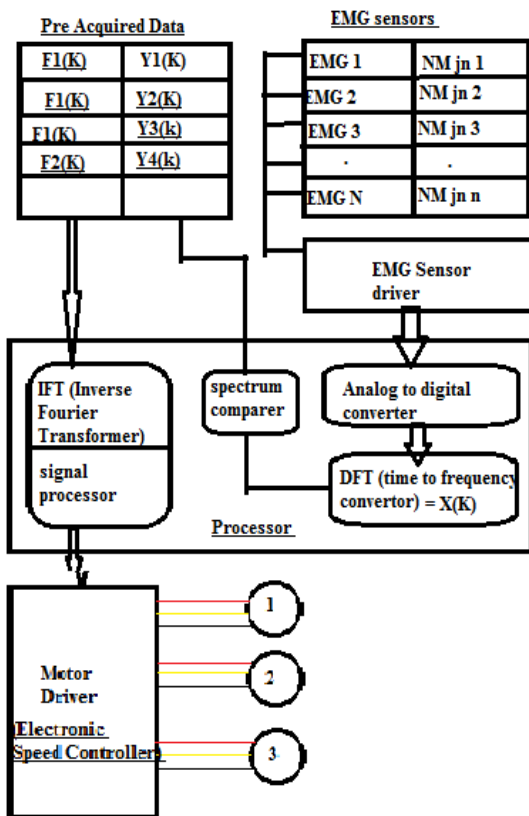 Pre Acquired Data
F1(K) Y1(K)
F1(K) Y2(K)
F1(K) Y3(k)
F2(K) Y4(k)
EMG sensors
EMG 1 NM jn 1
EMG 2 NM jn 2
EMG 3 NM jn 3
. .
EMG N NM jn n
EMG Sensor
driver
IFT (Inverse
Fourier
Transformer)
signal
processor
spectrum
comparer
Analog to digital
converter
DFT (time to frequency
convertor) = X(K)
Processor
Motor
Driver
(Electronic
Speed Controller)
1
2
3